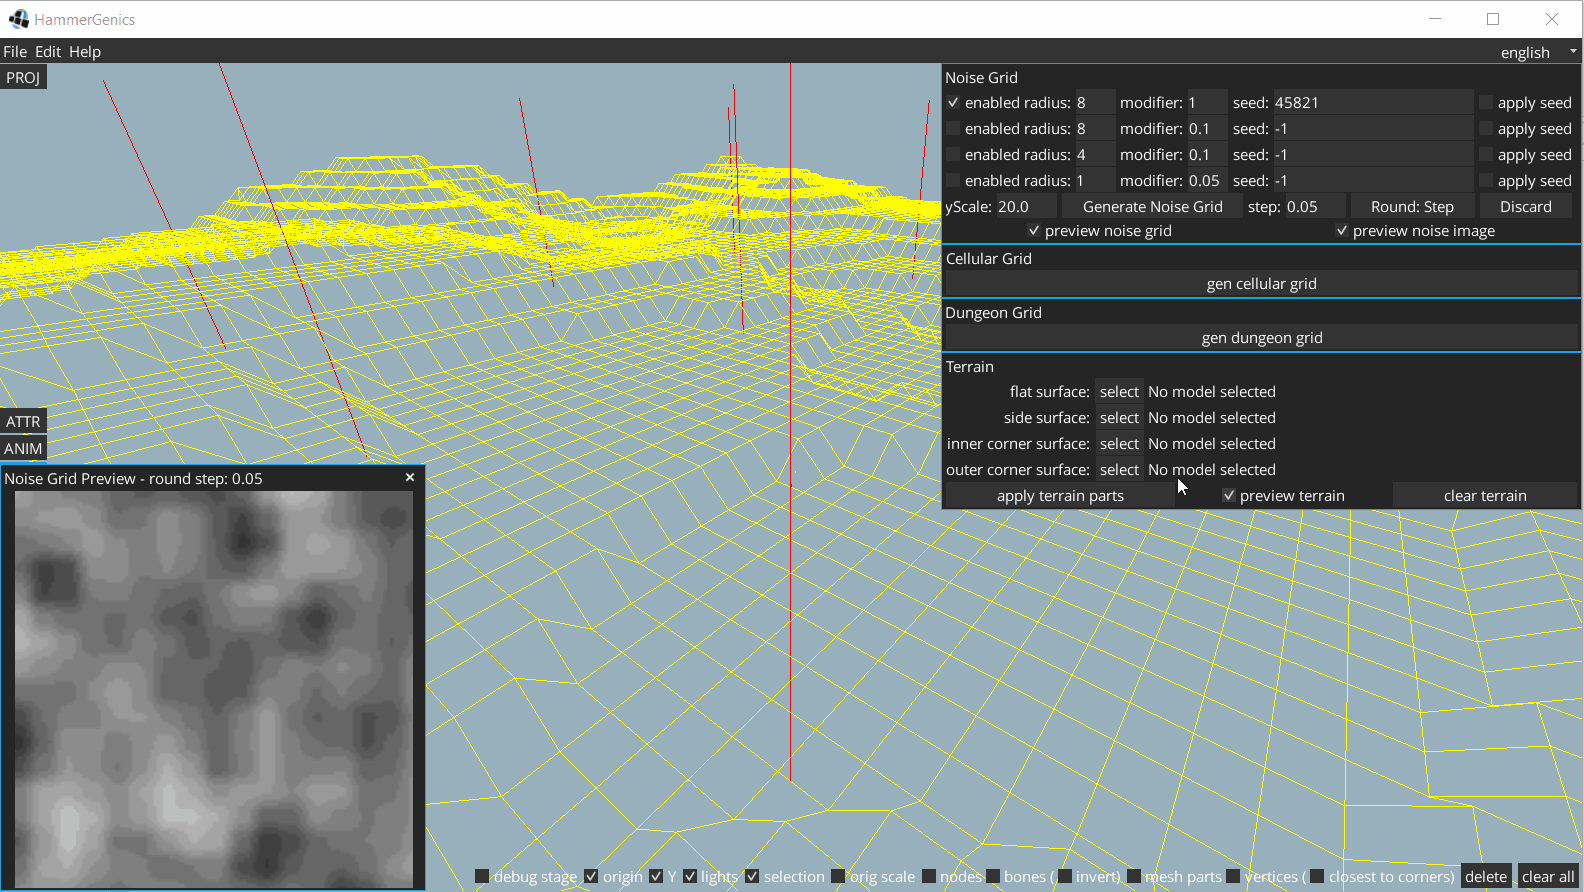 HammerGenics
File Edit Help
english
PROJ
Noise Grid
enabled radius: 8 modifier: 1 seed: 45821 apply seed
enabled radius: 8 modifier: 0.1 seed: -1 apply seed
enabled radius: 4 modifier: 0.1 seed: -1 apply seed
enabled radius: 1 modifier: 0.05 seed: -1 apply seed
yScale: 20.0 Generate Noise Grid step: 0.05 Round: Step Discard
preview noise grid preview noise image
Cellular Grid
gen cellular grid
Dungeon Grid
gen dungeon grid
Terrain
flat surface: select No model selected
side surface: select No model selected
inner corner surface: select No model selected
outer corner surface: select No model selected
apply terrain parts preview terrain clear terrain
ATTR
ANIM
Noise Grid Preview - round step: 0.05
debug stage origin Y lights selection orig scale nodes bones ( invert) mesh parts vertices ( closest to corners) delete clear all